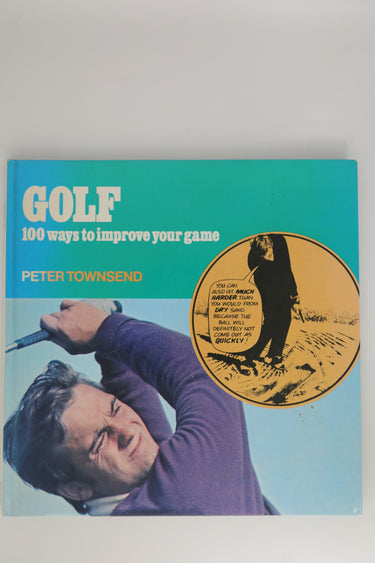 GOLF
100 ways to improve your game
PETER TOWNSEND
YOU CAN
ALSO HIT MUCH
HARDER THAN
YOU WOULD FROM
DRY SAND
BECAUSE THE
BALL WILL
DEFINITELY NOT
COME OUT AS
QUICKLY!